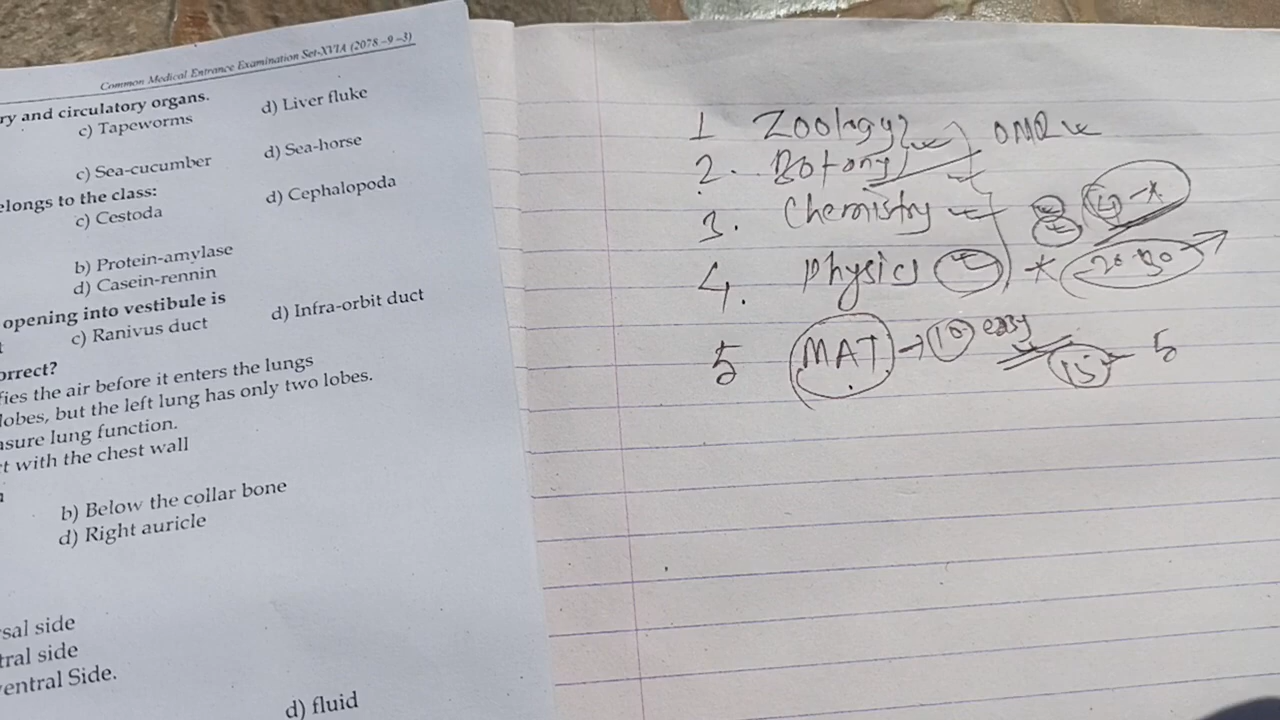 Common Medical Entrance Examination Set-XVIA (2078 -9 -3)
ry and circulatory organs.
c) Tapeworms d) Liver fluke
c) Sea-cucumber d) Sea-horse
elongs to the class:
c) Cestoda d) Cephalopoda
b) Protein-amylase
d) Casein-rennin
opening into vestibule is
t c) Ranivus duct d) Infra-orbit duct
orrect?
fies the air before it enters the lungs
lobes, but the left lung has only two lobes.
asure lung function.
t with the chest wall
b) Below the collar bone
d) Right auricle
rsal side
tral side
ventral Side.
d) fluid
1 Zoology OMR
2. Botony
3. Chemistry
4. Physics
5 MAT → 10 easy 15 5